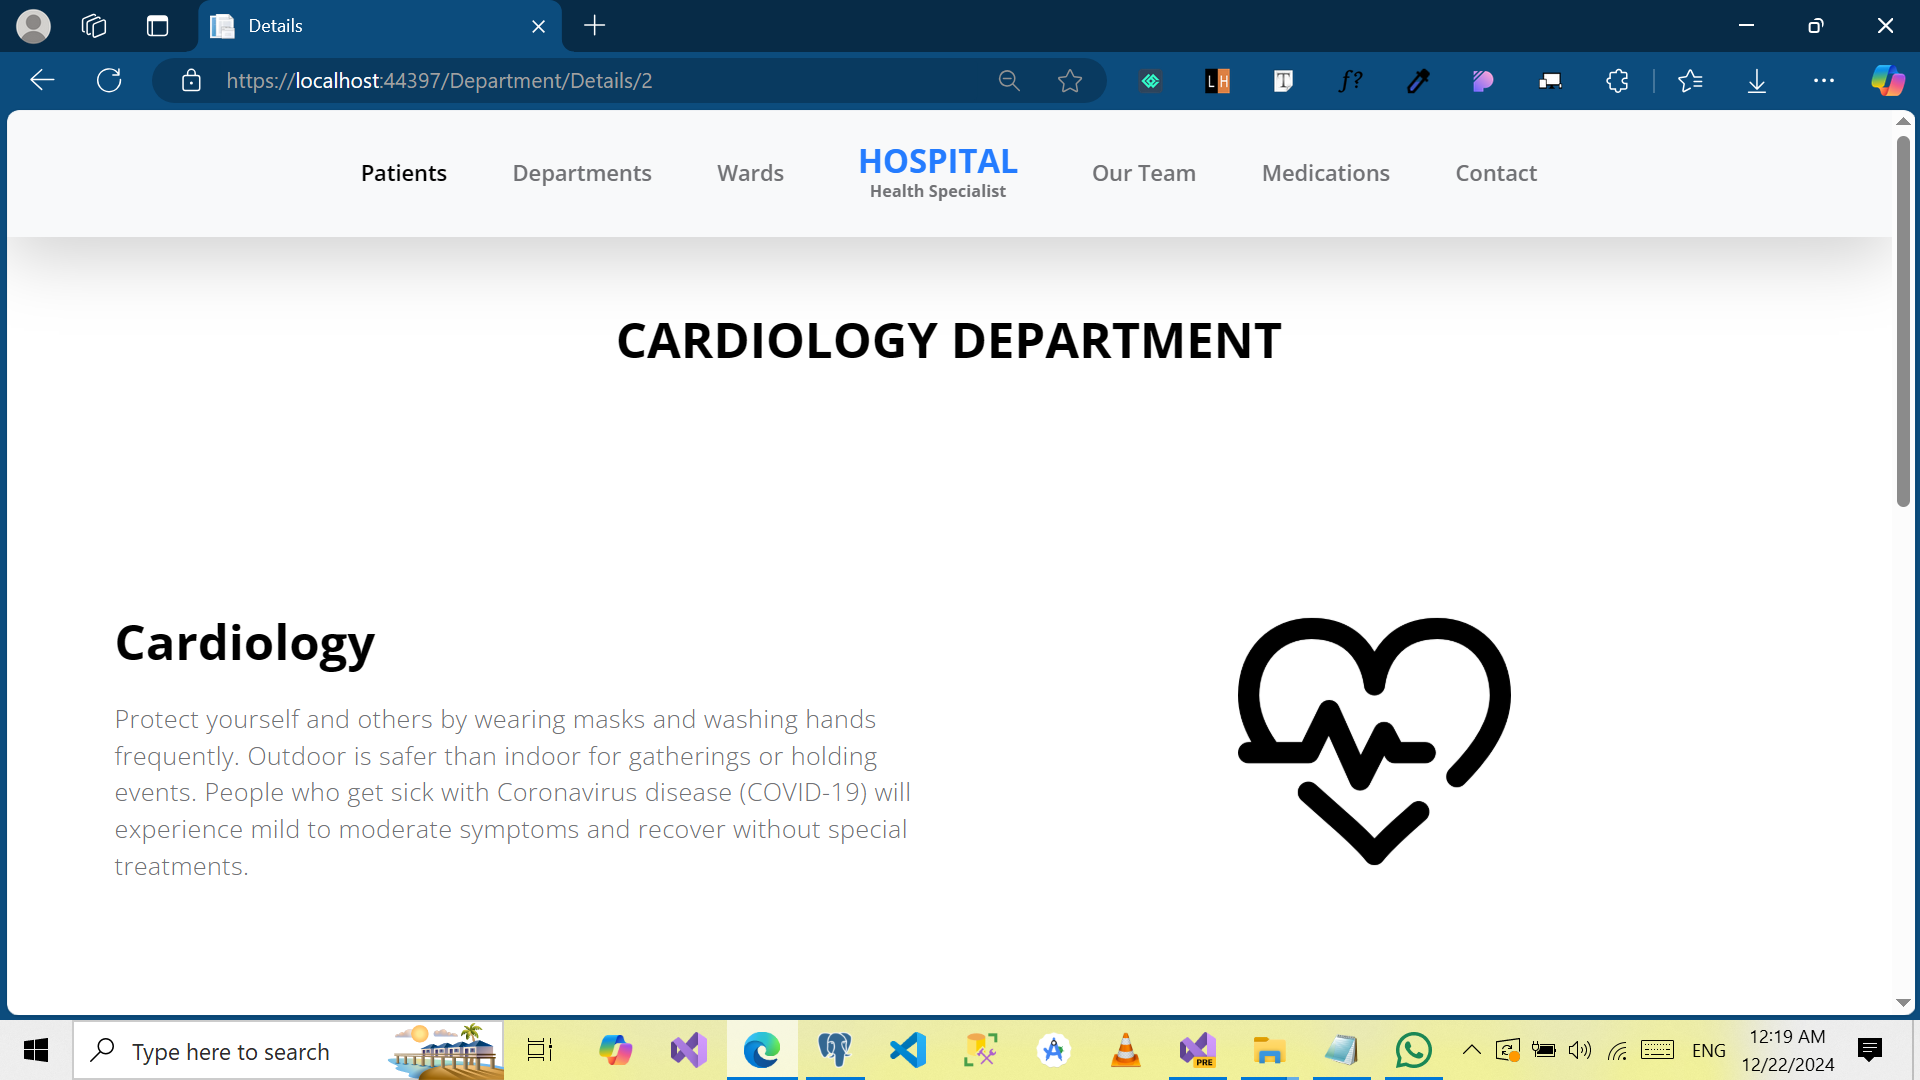 Details
https://localhost:44397/Department/Details/2
LH
T
f?
Patients
Departments
Wards
HOSPITAL
Health Specialist
Our Team
Medications
Contact
CARDIOLOGY DEPARTMENT
Cardiology
Protect yourself and others by wearing masks and washing hands
frequently. Outdoor is safer than indoor for gatherings or holding
events. People who get sick with Coronavirus disease (COVID-19) will
experience mild to moderate symptoms and recover without special
treatments.
Type here to search
PRE
ENG
12:19 AM
12/22/2024